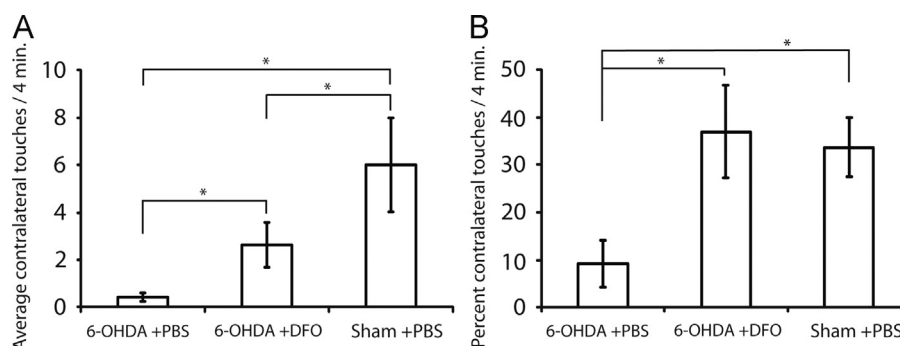 A
Average contralateral touches / 4 min.
10
8
6
4
2
0
*
*
*
6-OHDA +PBS
6-OHDA +DFO
Sham +PBS
B
Percent contralateral touches / 4 min.
50
40
30
20
10
0
*
*
6-OHDA +PBS
6-OHDA +DFO
Sham +PBS